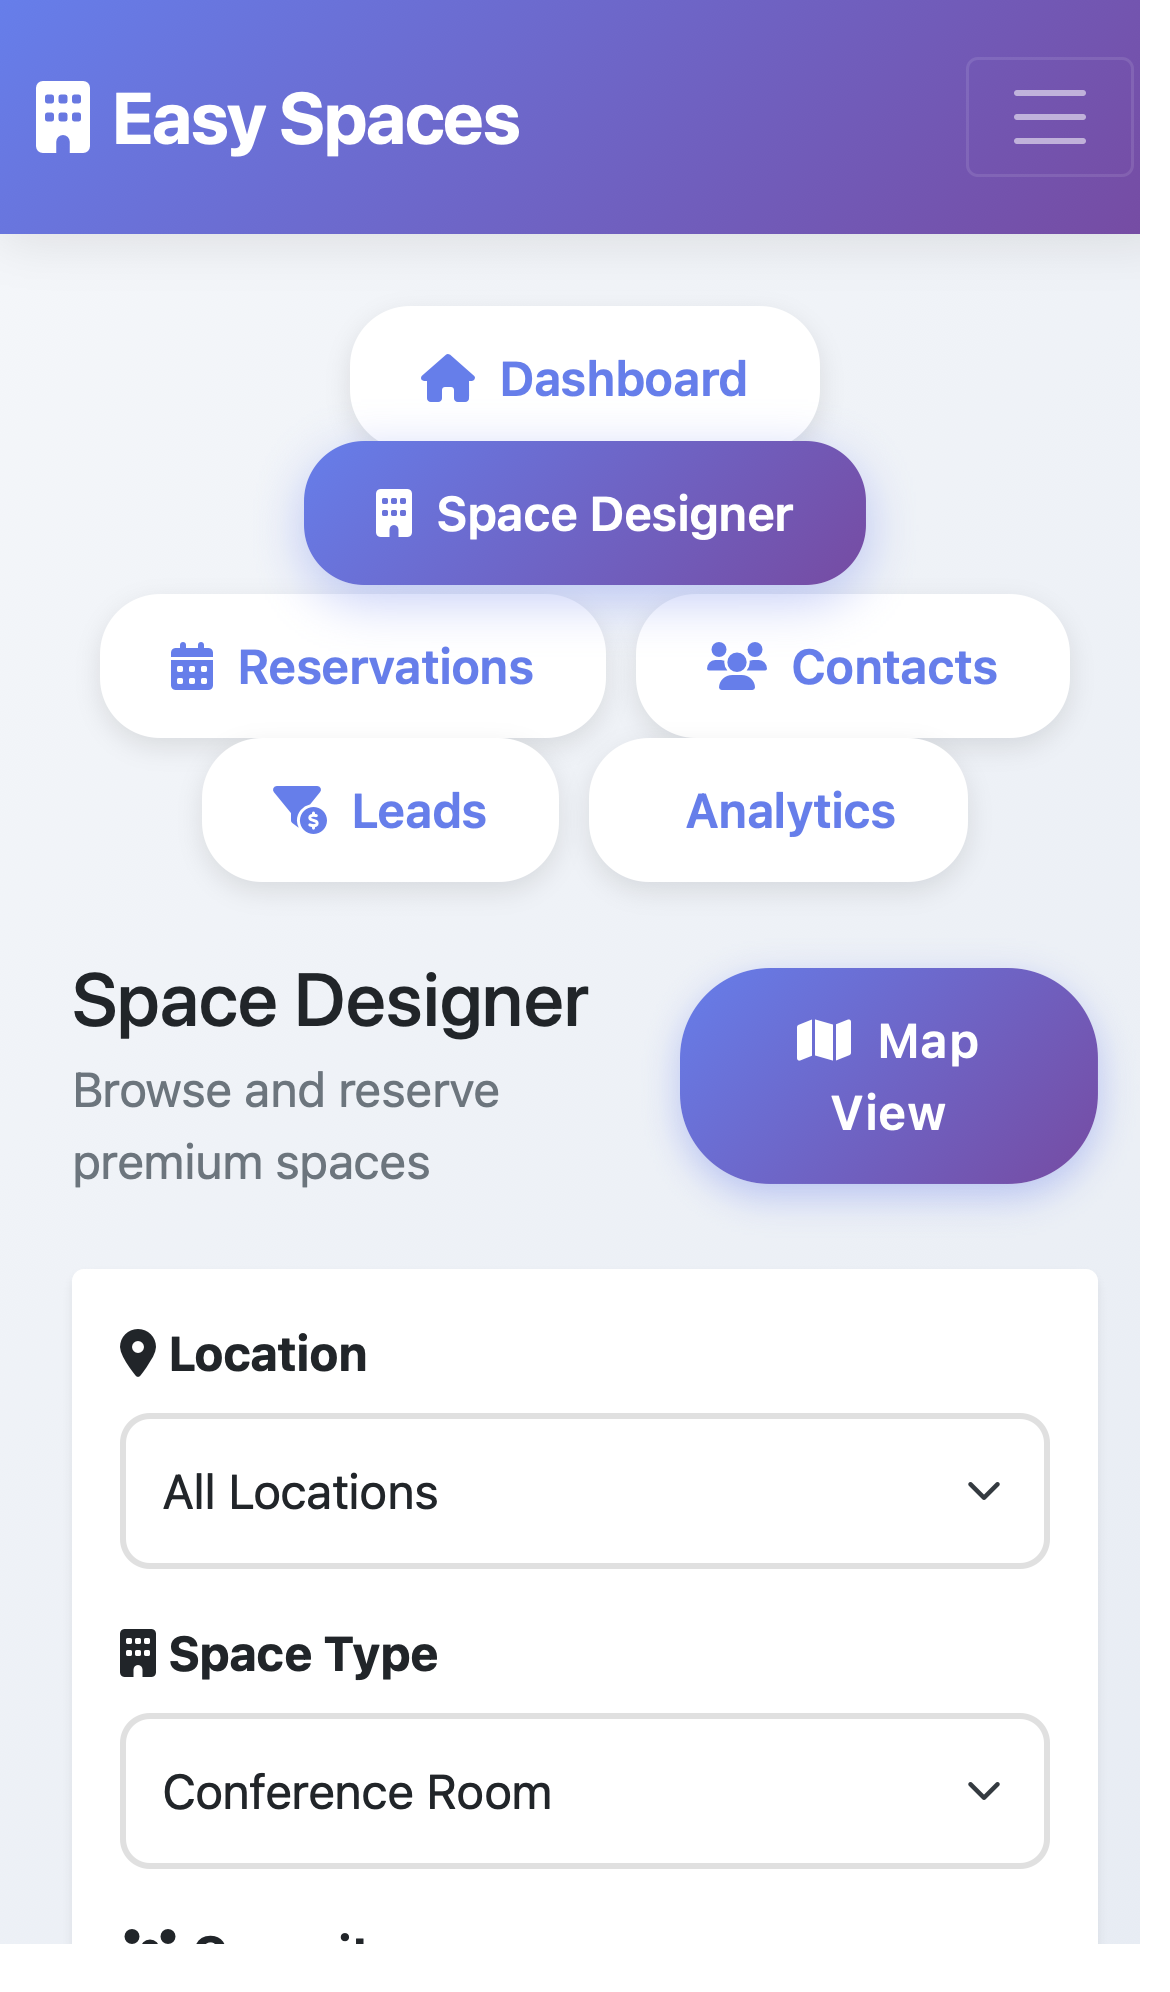 Easy Spaces
Dashboard
Space Designer
Reservations
Contacts
Leads
Analytics
Space Designer
Browse and reserve
premium spaces
Map
View
Location
All Locations
Space Type
Conference Room